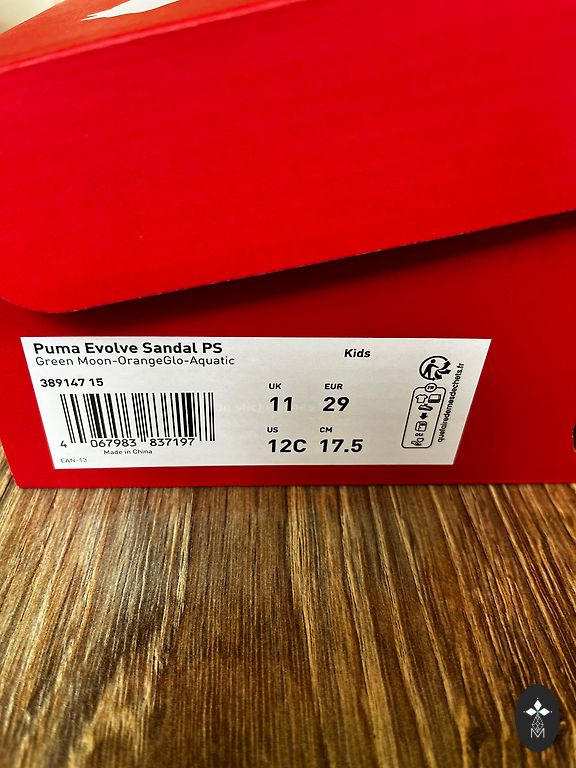 Puma Evolve Sandal PS
Green Moon-OrangeGlo-Aquatic
Kids
389147 15
UK EUR
11 29
US CM
12C 17.5
4 067983 837197
Made in China
EAN-13
quefairedemesdechets.fr
FR
M